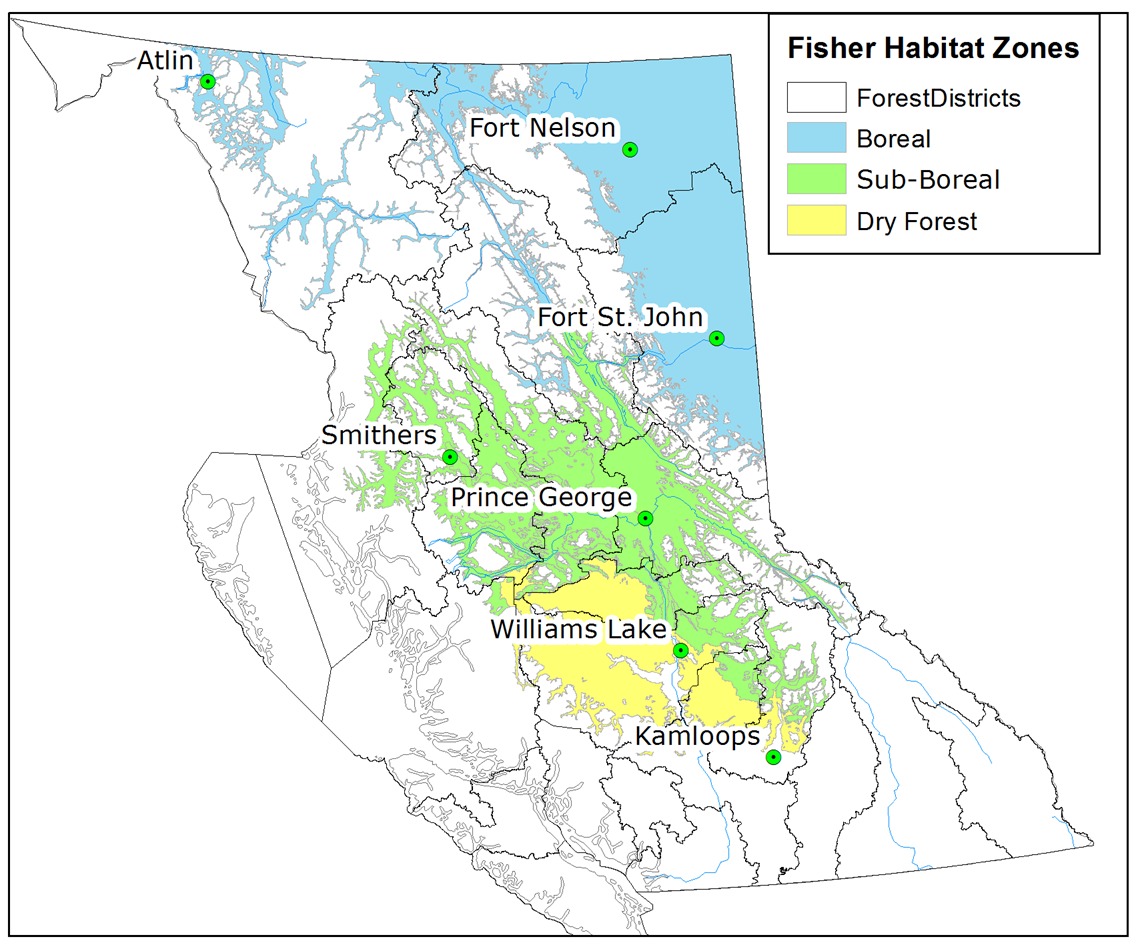 Fisher Habitat Zones
ForestDistricts
Boreal
Sub-Boreal
Dry Forest
Atlin
Fort Nelson
Fort St. John
Smithers
Prince George
Williams Lake
Kamloops